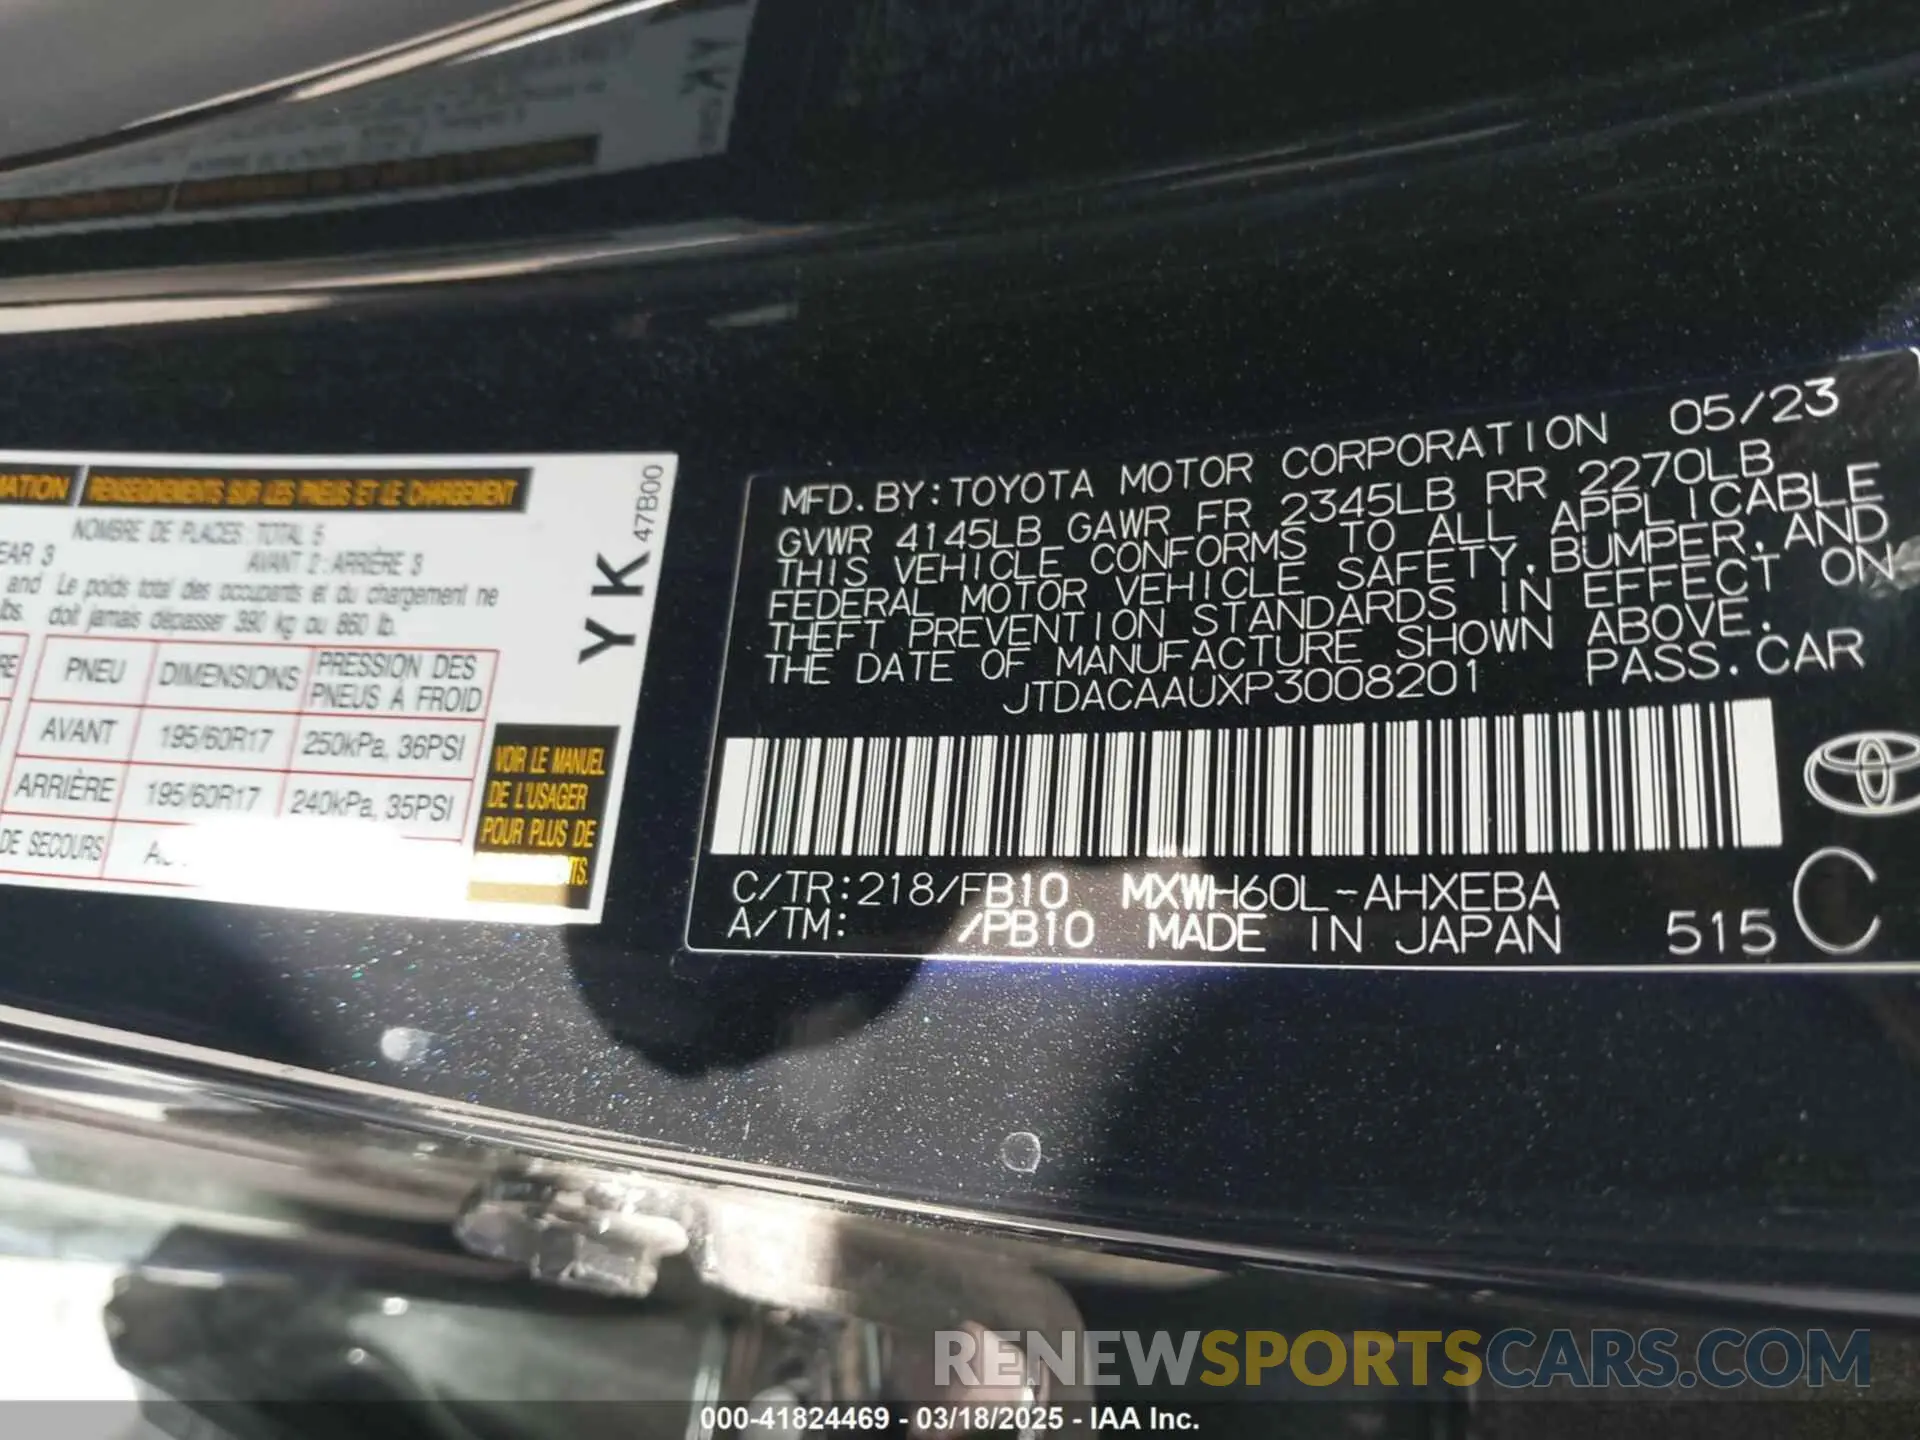 MATION RENSEIGNEMENTS SUR LES PNEUS ET LE CHARGEMENT
NOMBRE DE PLACES: TOTAL 5
EAR 3 AVANT 2 : ARRIÈRE 3
and Le poids total des occupants et du chargement ne
lbs. doit jamais dépasser 390 kg ou 860 lb.
RE PNEU DIMENSIONS PRESSION DES
PNEUS À FROID
AVANT 195/60R17 250kPa, 36PSI
ARRIÈRE 195/60R17 240kPa, 35PSI
DE SECOURS
VOIR LE MANUEL
DE L'USAGER
POUR PLUS DE
YK 47B00
MFD.BY:TOYOTA MOTOR CORPORATION 05/23
GVWR 4145LB GAWR FR 2345LB RR 2270LB
THIS VEHICLE CONFORMS TO ALL APPLICABLE
FEDERAL MOTOR VEHICLE SAFETY,BUMPER,AND
THEFT PREVENTION STANDARDS IN EFFECT ON
THE DATE OF MANUFACTURE SHOWN ABOVE.
JTDACAAUXP3008201 PASS.CAR
C/TR:218/FB10 MXWH60L-AHXEBA
A/TM: /PB10 MADE IN JAPAN 515 C
RENEWSPORTSCARS.COM
000-41824469 - 03/18/2025 - IAA Inc.